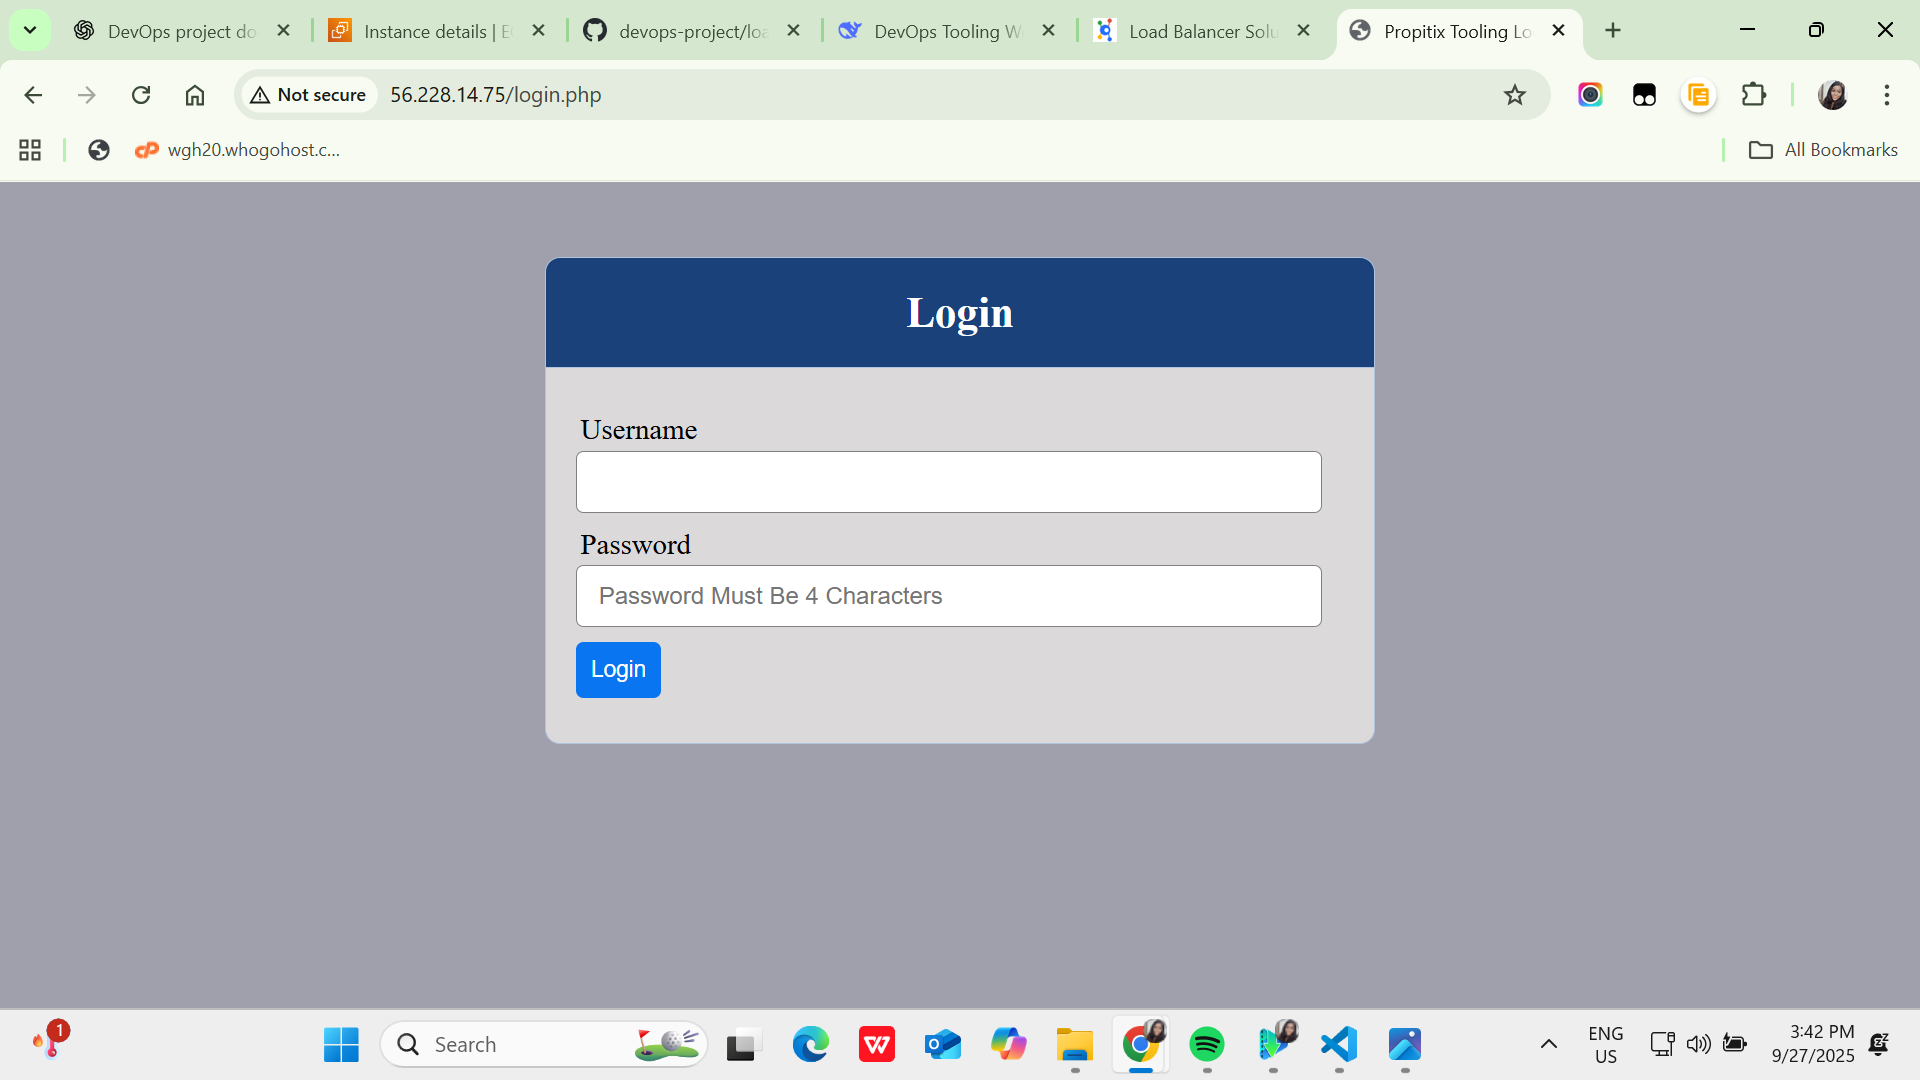 DevOps project do
Instance details | E
devops-project/loa
DevOps Tooling W
Load Balancer Solu
Propitix Tooling Lo
Not secure
56.228.14.75/login.php
wgh20.whogohost.c...
All Bookmarks
Login
Username
Password
Password Must Be 4 Characters
Login
1
Search
ENG
US
3:42 PM
9/27/2025